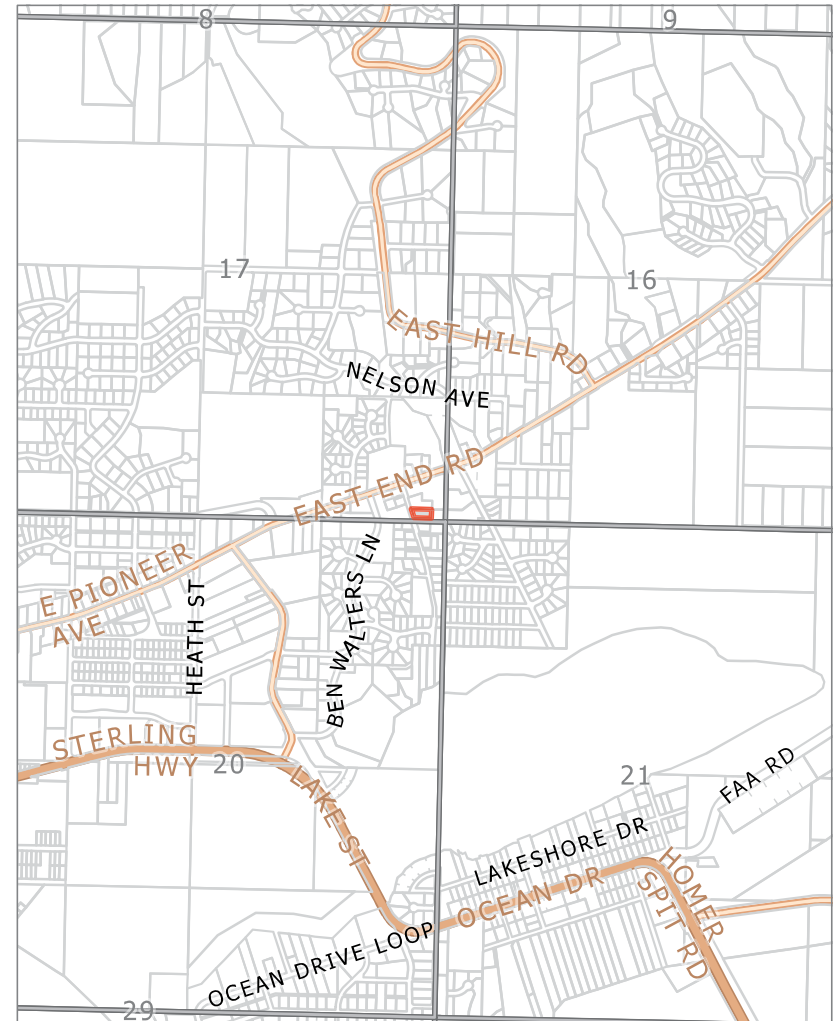 8
9
17
16
EAST HILL RD
NELSON AVE
EAST END RD
E PIONEER
AVE
HEATH ST
BEN WALTERS LN
STERLING
HWY
20
21
FAA RD
LAKE ST
LAKESHORE DR
OCEAN DR
HOMER
SPIT RD
OCEAN DRIVE LOOP
29